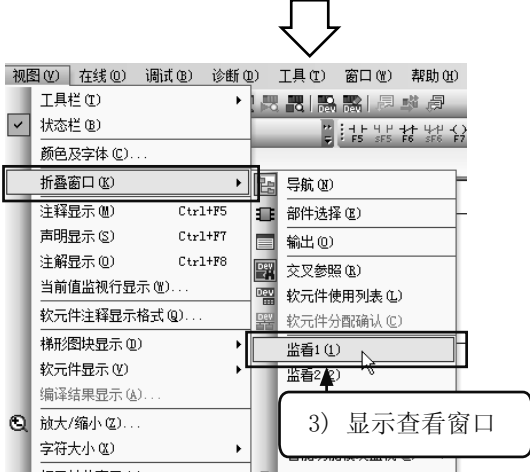 视图(V) 在线(O) 调试(B) 诊断(D) 工具(T) 窗口(W) 帮助(H)
工具栏(T)
状态栏(B)
颜色及字体(C)...
折叠窗口(K)
注释显示(M) Ctrl+F5
声明显示(S) Ctrl+F7
注解显示(O) Ctrl+F8
当前值监视行显示(W)...
软元件注释显示格式(Q)...
梯形图块显示(D)
软元件显示(V)
编译结果显示(A)...
放大/缩小(Z)...
字符大小(X)
Dev Dev
F5 sF5 F6 sF6 F7
导航(N)
部件选择(E)
输出(O)
交叉参照(R)
软元件使用列表(L)
软元件分配确认(C)
监看1(1)
监看2(2)
3) 显示查看窗口